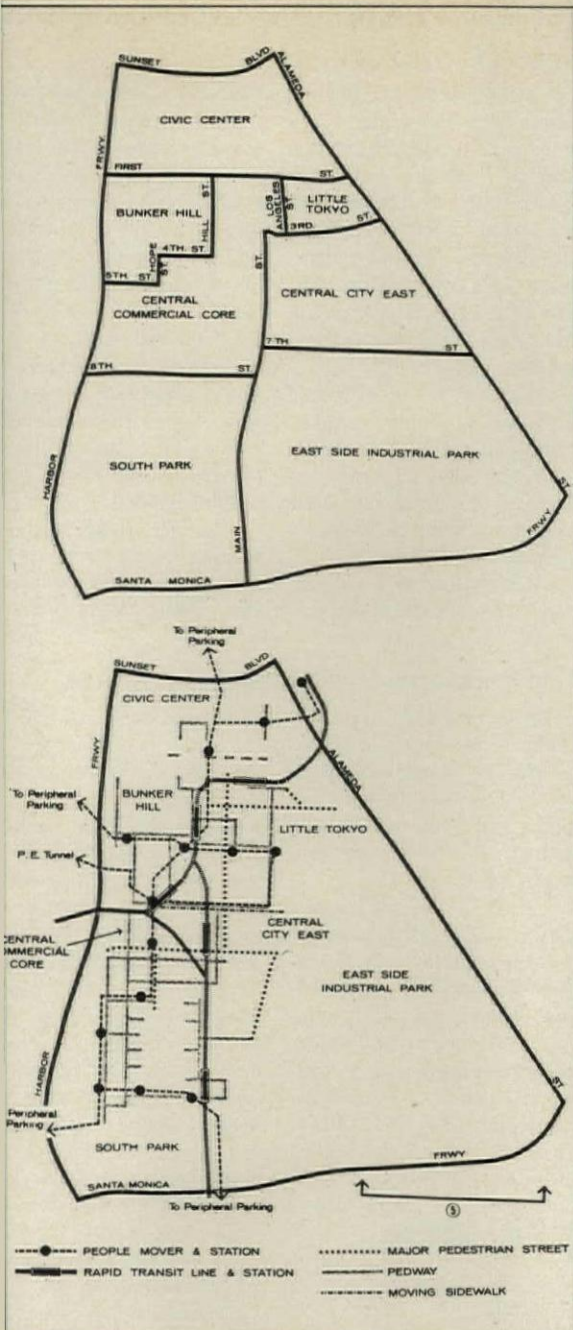 SUNSET BLVD
ALAMEDA
CIVIC CENTER
FRWY
FIRST ST.
BUNKER HILL
HILL ST.
LOS ANGELES ST.
LITTLE TOKYO
3RD. ST.
4TH. ST.
HOPE ST.
5TH. ST.
ST.
CENTRAL COMMERCIAL CORE
CENTRAL CITY EAST
7TH. ST.
8TH. ST.
SOUTH PARK
EAST SIDE INDUSTRIAL PARK
HARBOR
MAIN
ST.
FRWY
SANTA MONICA
To Peripheral
Parking
SUNSET BLVD
CIVIC CENTER
FRWY
ALAMEDA
To Peripheral
Parking
BUNKER
HILL
LITTLE TOKYO
P. E. Tunnel
CENTRAL
CITY EAST
CENTRAL
OMMERCIAL
CORE
EAST SIDE
INDUSTRIAL PARK
HARBOR
ST.
Peripheral
Parking
SOUTH PARK
FRWY
SANTA MONICA
To Peripheral Parking
5
PEOPLE MOVER & STATION
RAPID TRANSIT LINE & STATION
MAJOR PEDESTRIAN STREET
PEDWAY
MOVING SIDEWALK